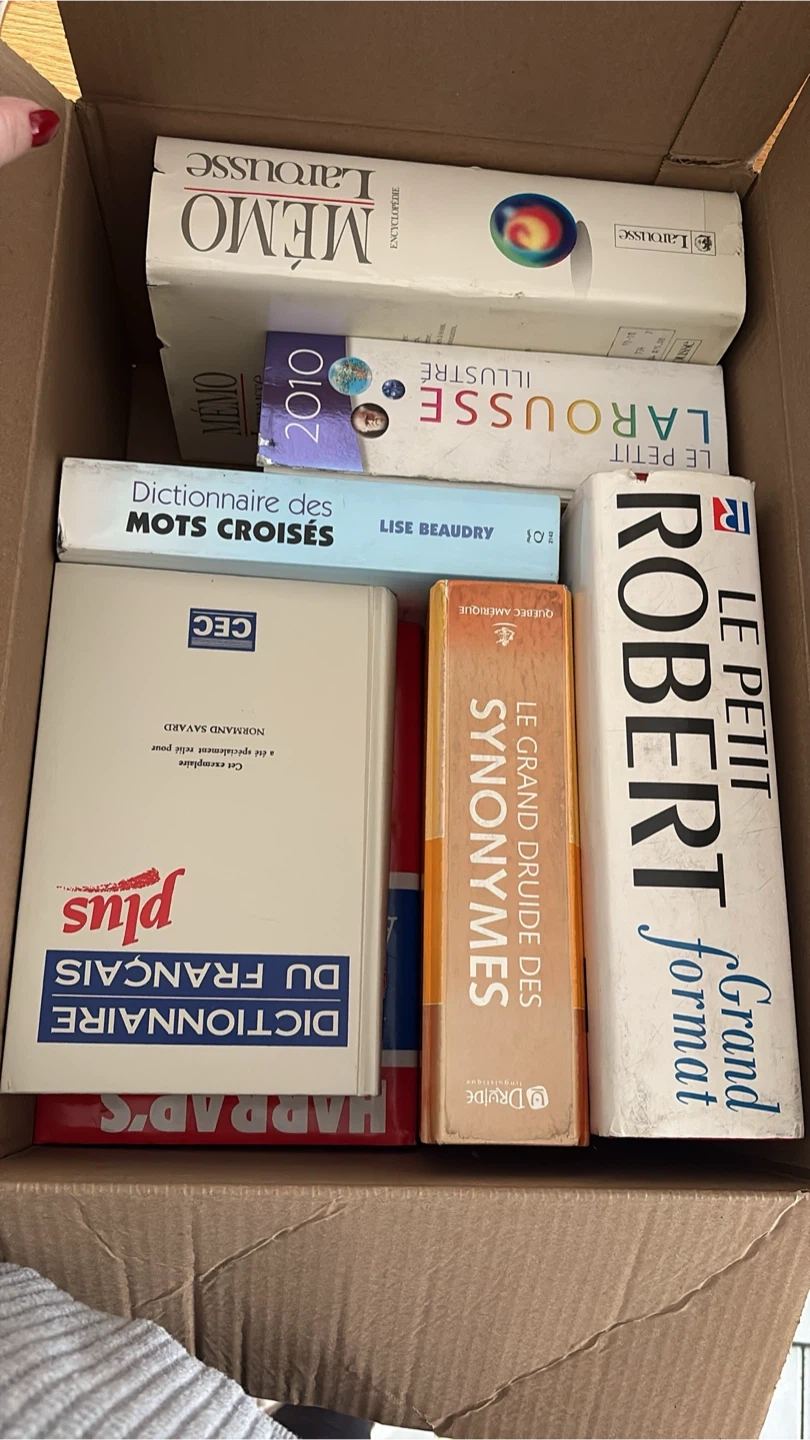 MÉMO
Larousse
ENCYCLOPÉDIE
Larousse
MÉMO
LE PETIT
LAROUSSE
ILLUSTRÉ
2010
Dictionnaire des
MOTS CROISÉS
LISE BEAUDRY
LE PETIT
ROBERT
Grand
format
QUÉBEC AMÉRIQUE
LE GRAND DRUIDE DES
SYNONYMES
DRUIDE
linguistique
DICTIONNAIRE
DU FRANÇAIS
plus
Cet exemplaire
a été spécialement relié pour
NORMAND SAVARD
CEC
HARRAP'S